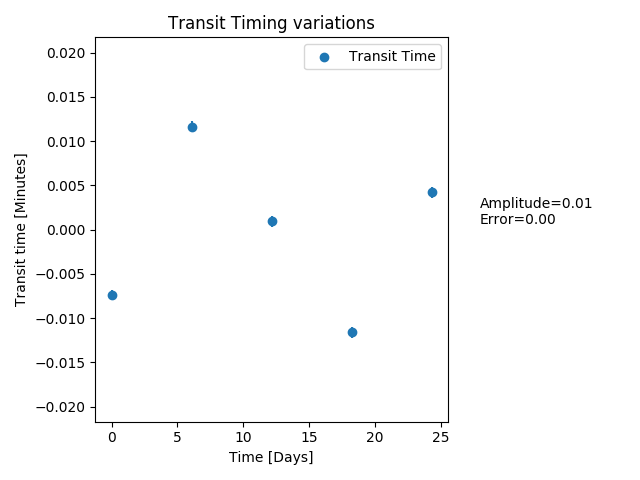 Transit Timing variations
Transit Time
0.020
0.015
0.010
0.005
0.000
−0.005
−0.010
−0.015
−0.020
Transit time [Minutes]
0 5 10 15 20 25
Time [Days]
Amplitude=0.01
Error=0.00